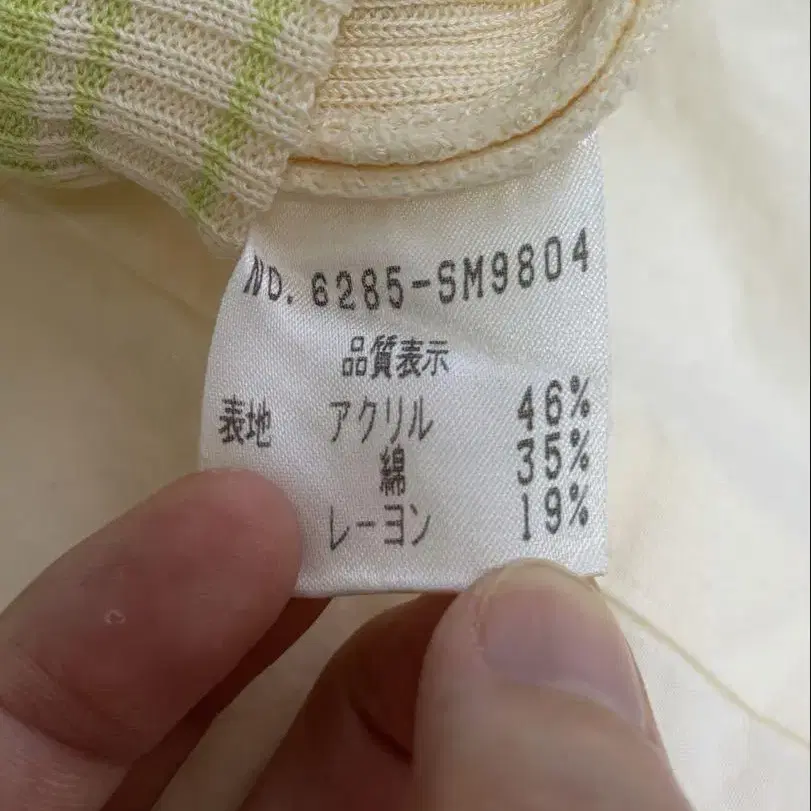 NO. 6285-SM9804
品質表示
表地 アクリル 46%
綿 35%
レーヨン 19%